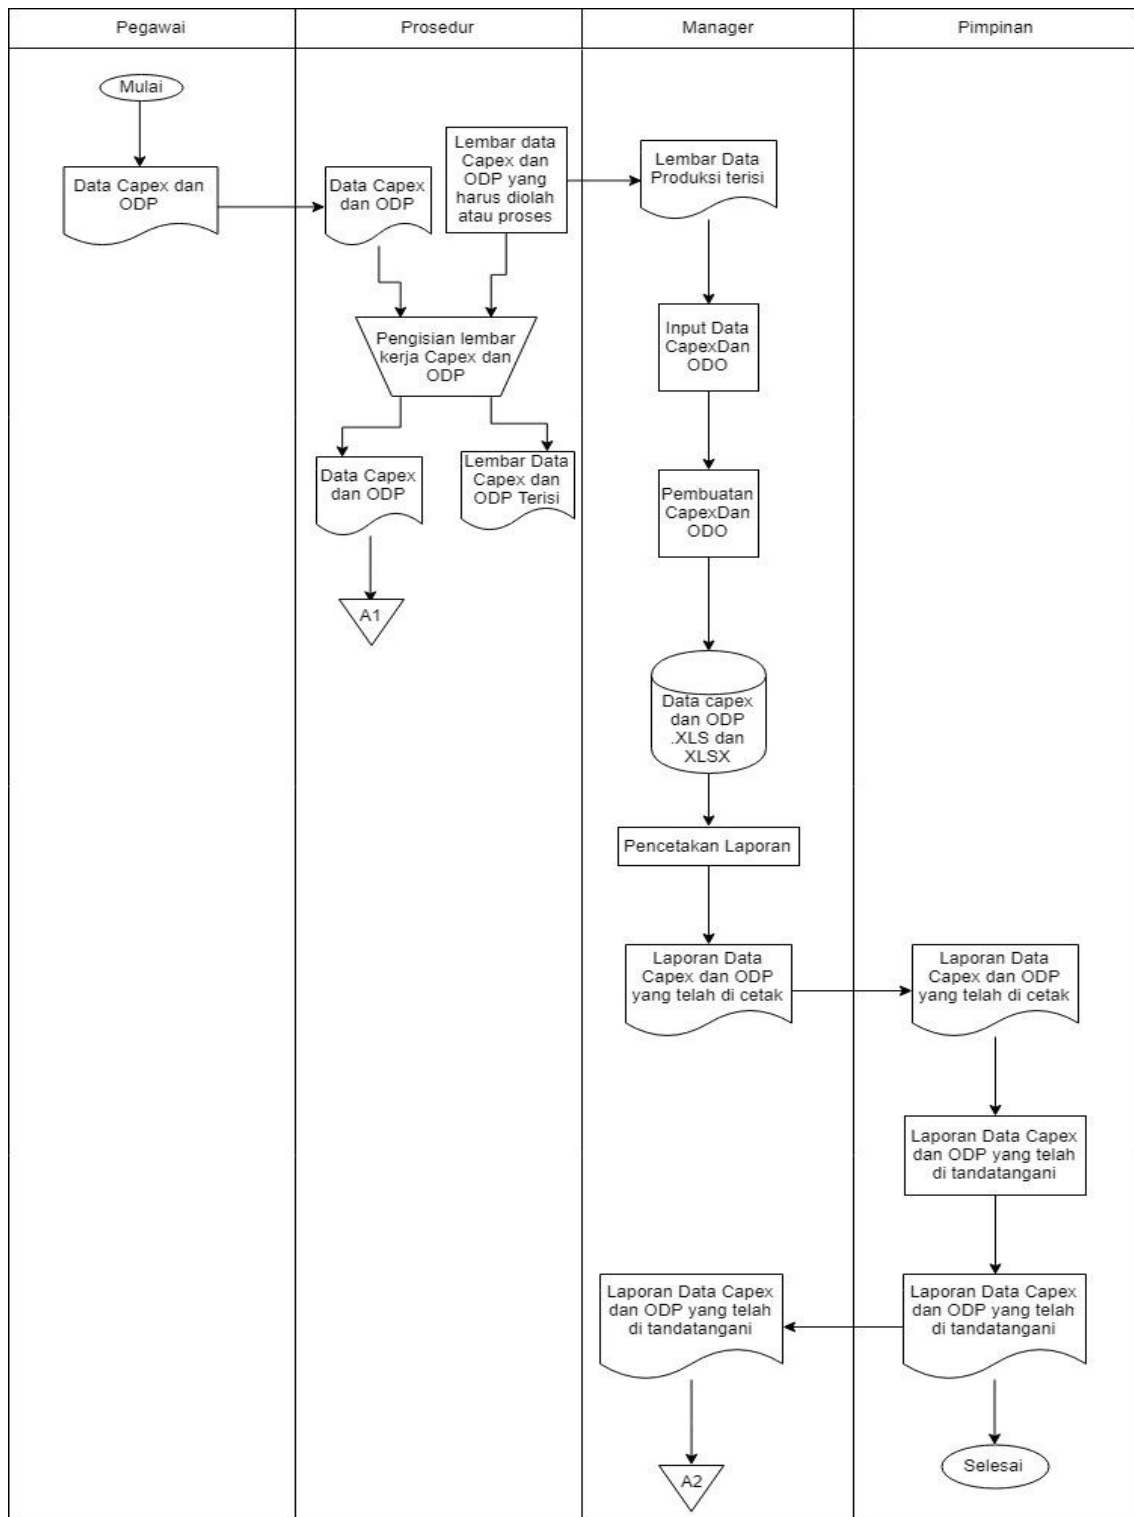 Pegawai
Prosedur
Manager
Pimpinan
Mulai
Data Capex dan
ODP
Data Capex
dan ODP
Lembar data
Capex dan
ODP yang
harus diolah
atau proses
Lembar Data
Produksi terisi
Pengisian lembar
kerja Capex dan
ODP
Input Data
CapexDan
ODO
Data Capex
dan ODP
Lembar Data
Capex dan
ODP Terisi
Pembuatan
CapexDan
ODO
A1
Data capex
dan ODP
.XLS dan
XLSX
Pencetakan Laporan
Laporan Data
Capex dan ODP
yang telah di cetak
Laporan Data
Capex dan ODP
yang telah di cetak
Laporan Data Capex
dan ODP yang telah
di tandatangani
Laporan Data Capex
dan ODP yang telah
di tandatangani
Laporan Data Capex
dan ODP yang telah
di tandatangani
A2
Selesai